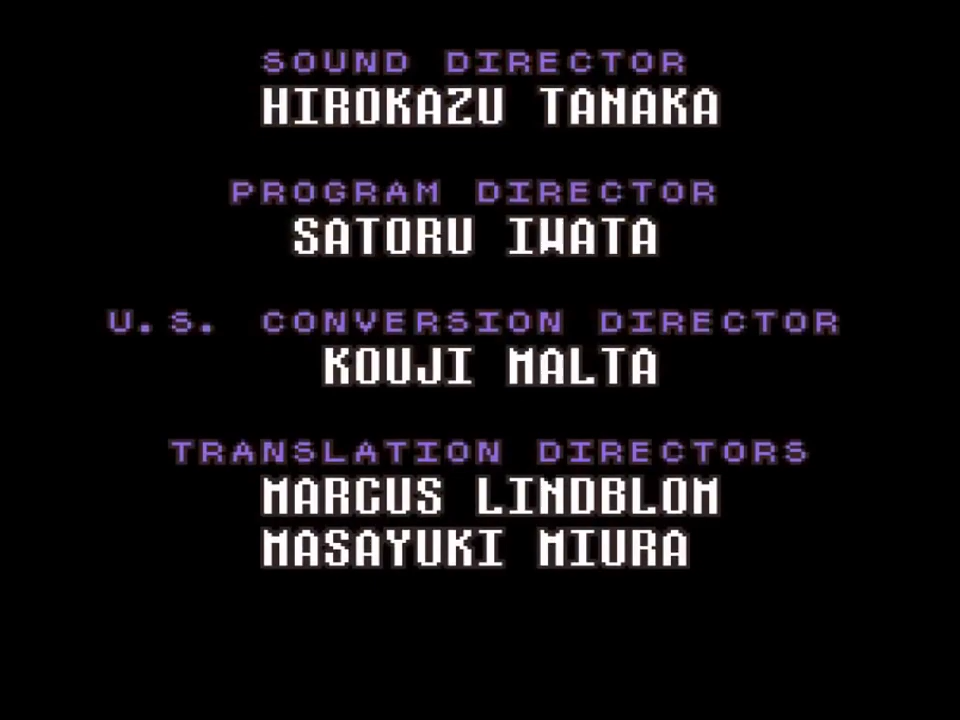 SOUND DIRECTOR
HIROKAZU TANAKA
PROGRAM DIRECTOR
SATORU IWATA
U.S. CONVERSION DIRECTOR
KOUJI MALTA
TRANSLATION DIRECTORS
MARCUS LINDBLOM
MASAYUKI MIURA